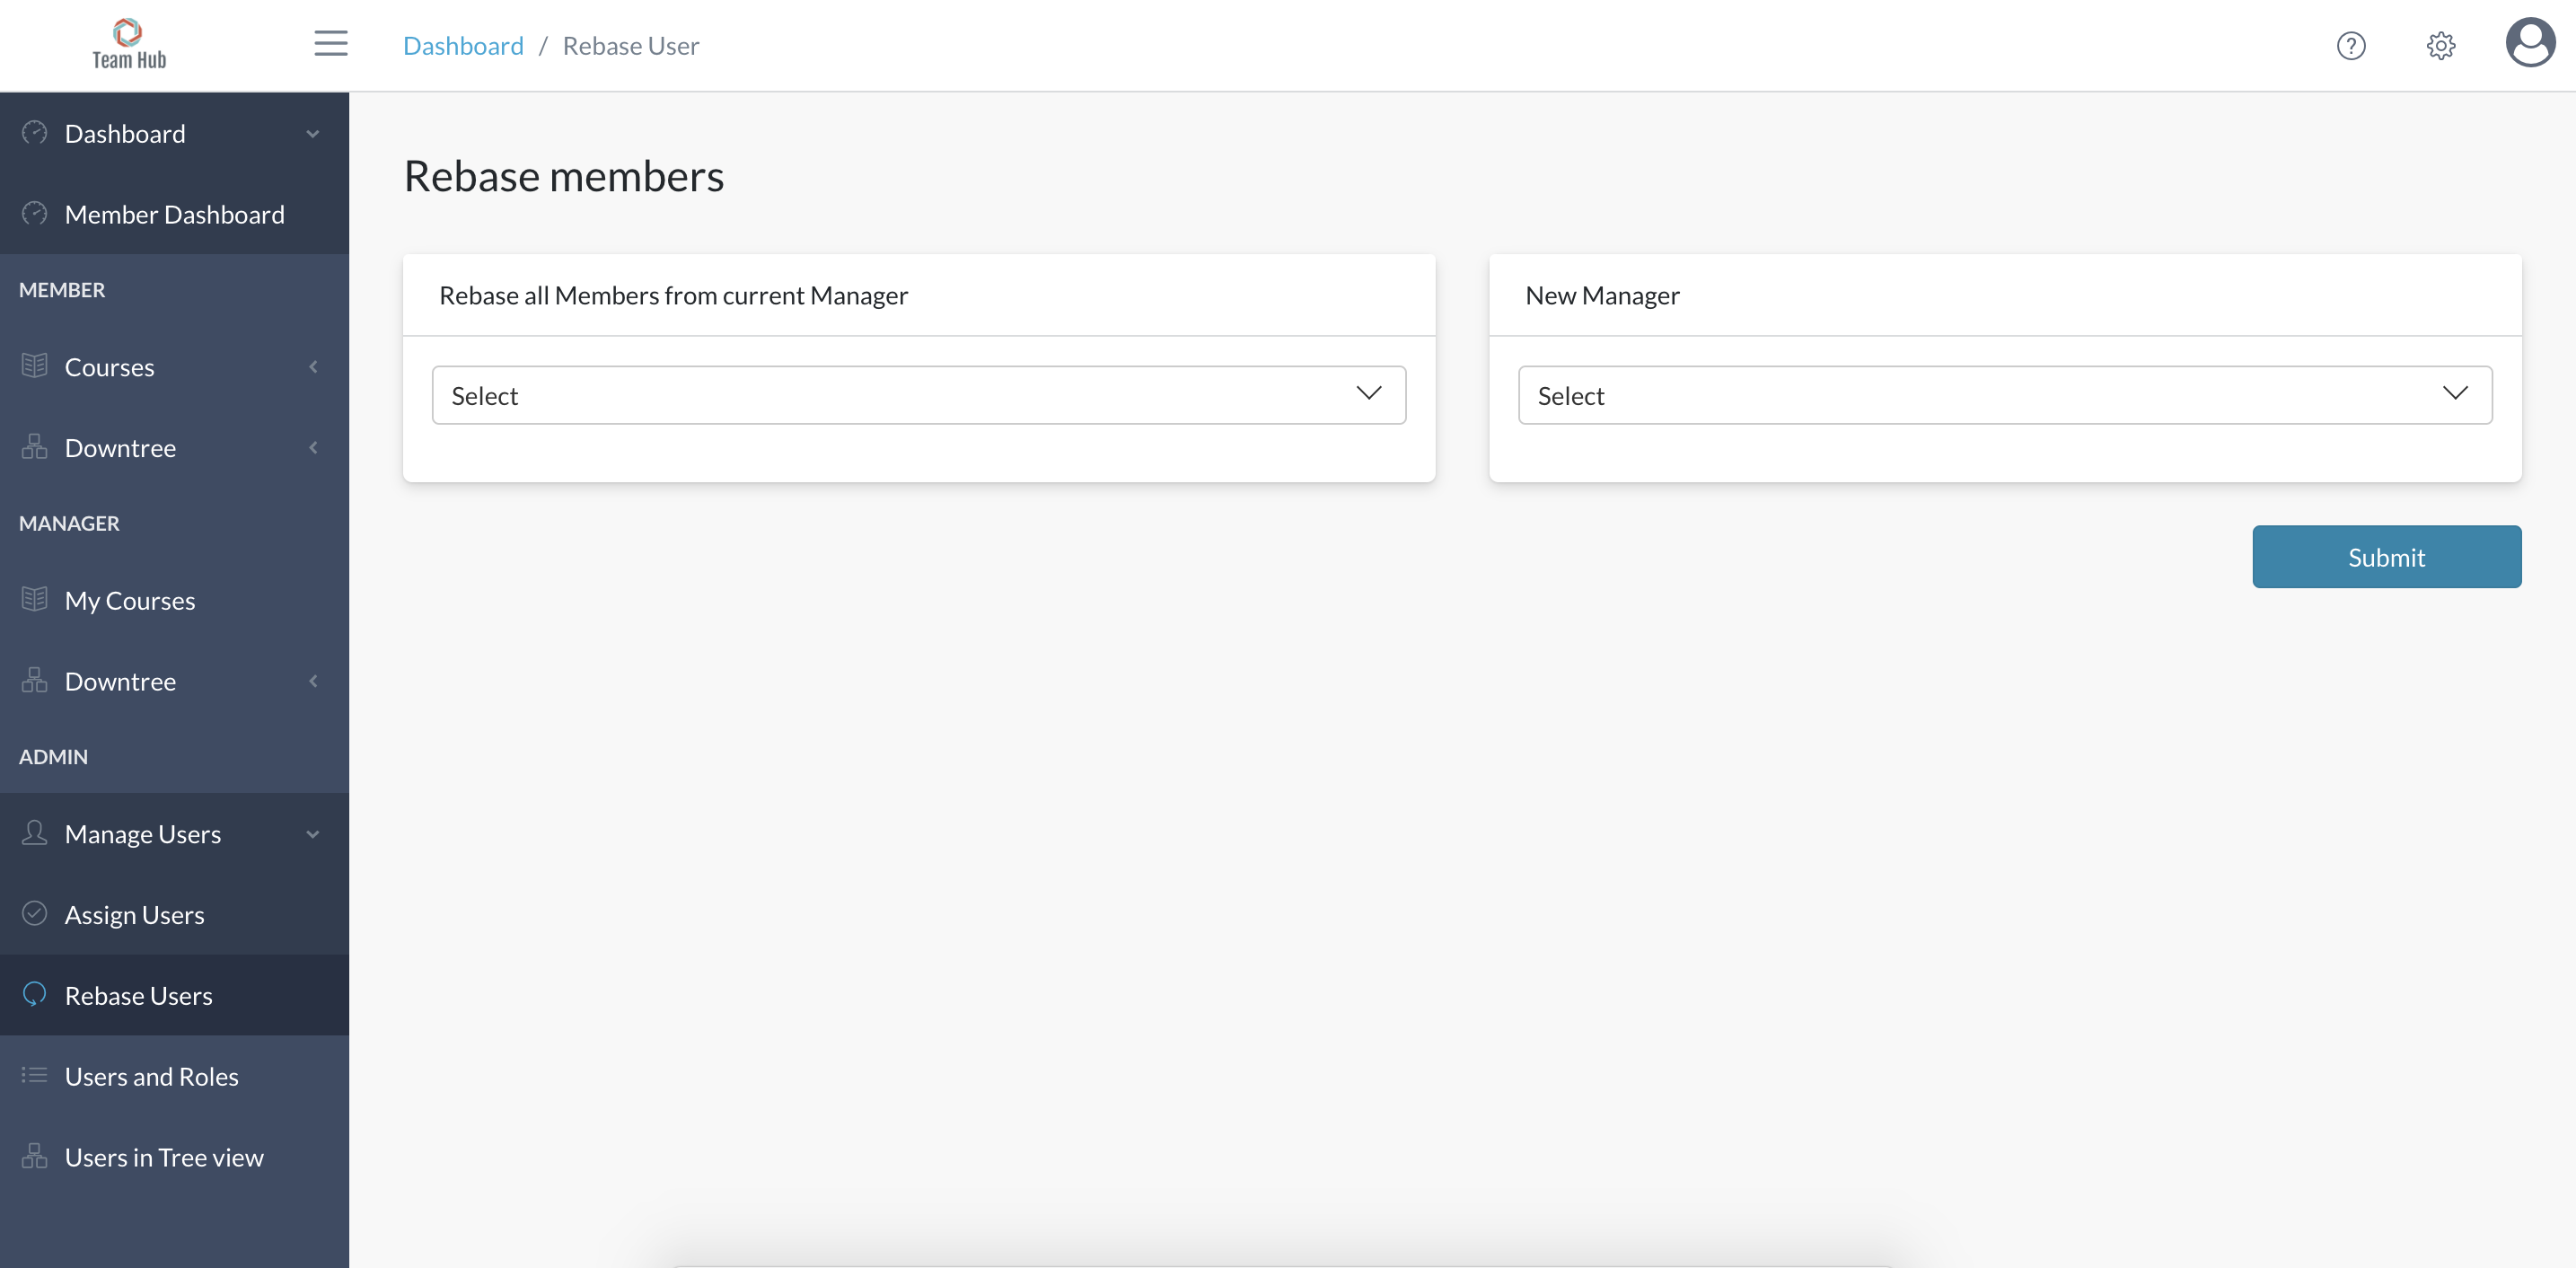 Team Hub
Dashboard / Rebase User
Dashboard
Member Dashboard
MEMBER
Courses
Downtree
MANAGER
My Courses
Downtree
ADMIN
Manage Users
Assign Users
Rebase Users
Users and Roles
Users in Tree view
Rebase members
Rebase all Members from current Manager
Select
New Manager
Select
Submit